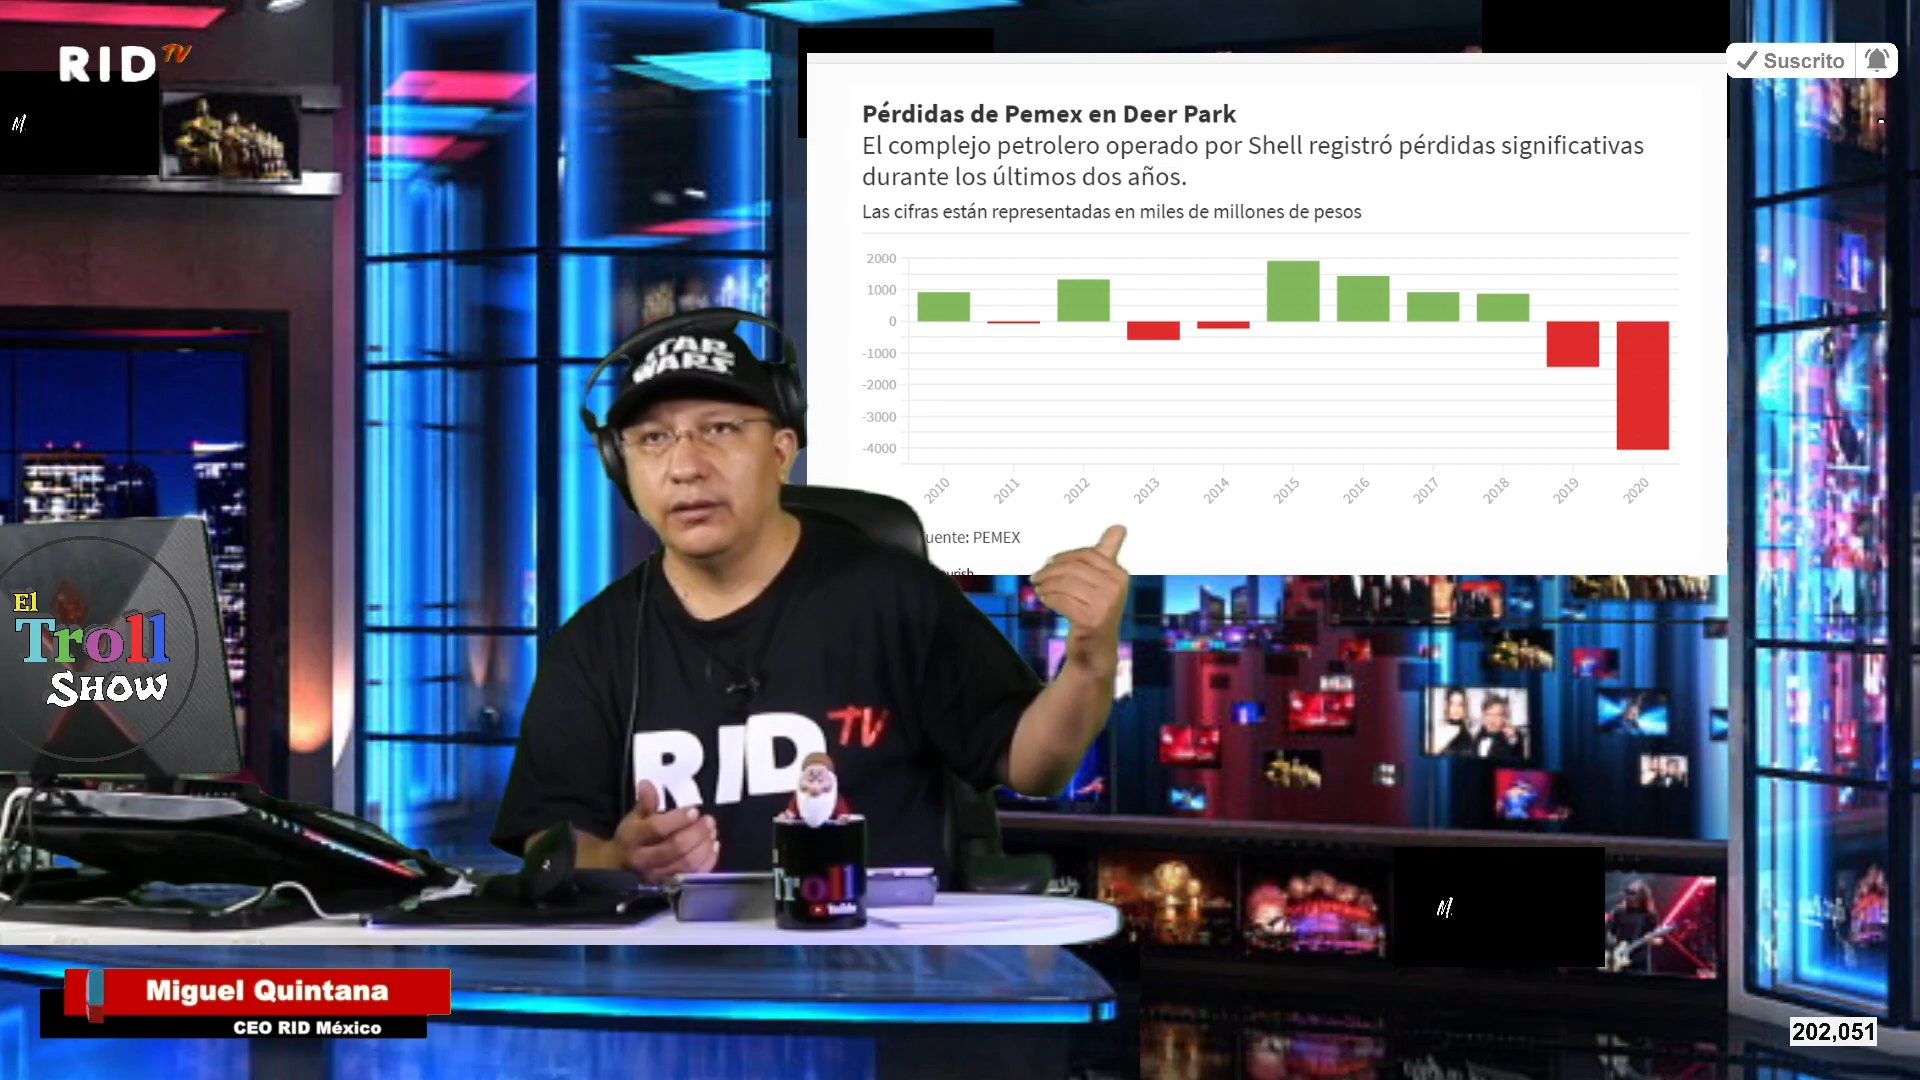 RID TV
M.
Suscrito
Pérdidas de Pemex en Deer Park
El complejo petrolero operado por Shell registró pérdidas significativas
durante los últimos dos años.
Las cifras están representadas en miles de millones de pesos
2000
1000
0
-1000
-2000
-3000
-4000
2010 2011 2012 2013 2014 2015 2016 2017 2018 2019 2020
uente: PEMEX
urish
STAR
WARS
El
Troll
SHOW
RID TV
Troll
YouTube
M.
Miguel Quintana
CEO RID México
202,051